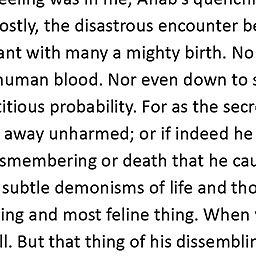 eeling was in me; Ahab's quenchl
ostly, the disastrous encounter be
ant with many a mighty birth. No
human blood. Nor even down to s
titious probability. For as the secr
away unharmed; or if indeed he
smembering or death that he cau
subtle demonisms of life and tho
ing and most feline thing. When
ll. But that thing of his dissemblin